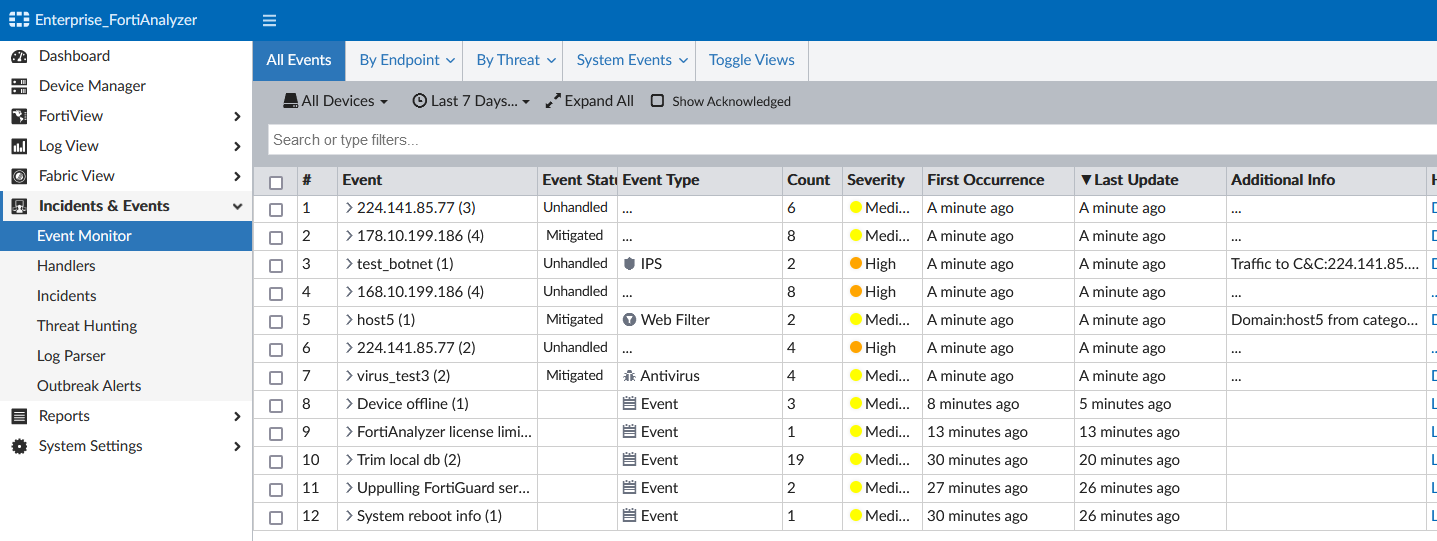 Enterprise_FortiAnalyzer
Dashboard
Device Manager
FortiView
Log View
Fabric View
Incidents & Events
Event Monitor
Handlers
Incidents
Threat Hunting
Log Parser
Outbreak Alerts
Reports
System Settings
All Events By Endpoint By Threat System Events Toggle Views
All Devices Last 7 Days... Expand All Show Acknowledged
Search or type filters...
# Event Event Statu Event Type Count Severity First Occurrence ▼Last Update Additional Info H
1 224.141.85.77 (3) Unhandled ... 6 Medi... A minute ago A minute ago ... D
2 178.10.199.186 (4) Mitigated ... 8 Medi... A minute ago A minute ago ... D
3 test_botnet (1) Unhandled IPS 2 High A minute ago A minute ago Traffic to C&C:224.141.85.... D
4 168.10.199.186 (4) Unhandled ... 8 High A minute ago A minute ago ... ..
5 host5 (1) Mitigated Web Filter 2 Medi... A minute ago A minute ago Domain:host5 from catego... D
6 224.141.85.77 (2) Unhandled ... 4 High A minute ago A minute ago ... ..
7 virus_test3 (2) Mitigated Antivirus 4 Medi... A minute ago A minute ago ... D
8 Device offline (1) Event 3 Medi... 8 minutes ago 5 minutes ago L
9 FortiAnalyzer license limi... Event 1 Medi... 13 minutes ago 13 minutes ago L
10 Trim local db (2) Event 19 Medi... 30 minutes ago 20 minutes ago L
11 Uppulling FortiGuard ser... Event 2 Medi... 27 minutes ago 26 minutes ago L
12 System reboot info (1) Event 1 Medi... 30 minutes ago 26 minutes ago L